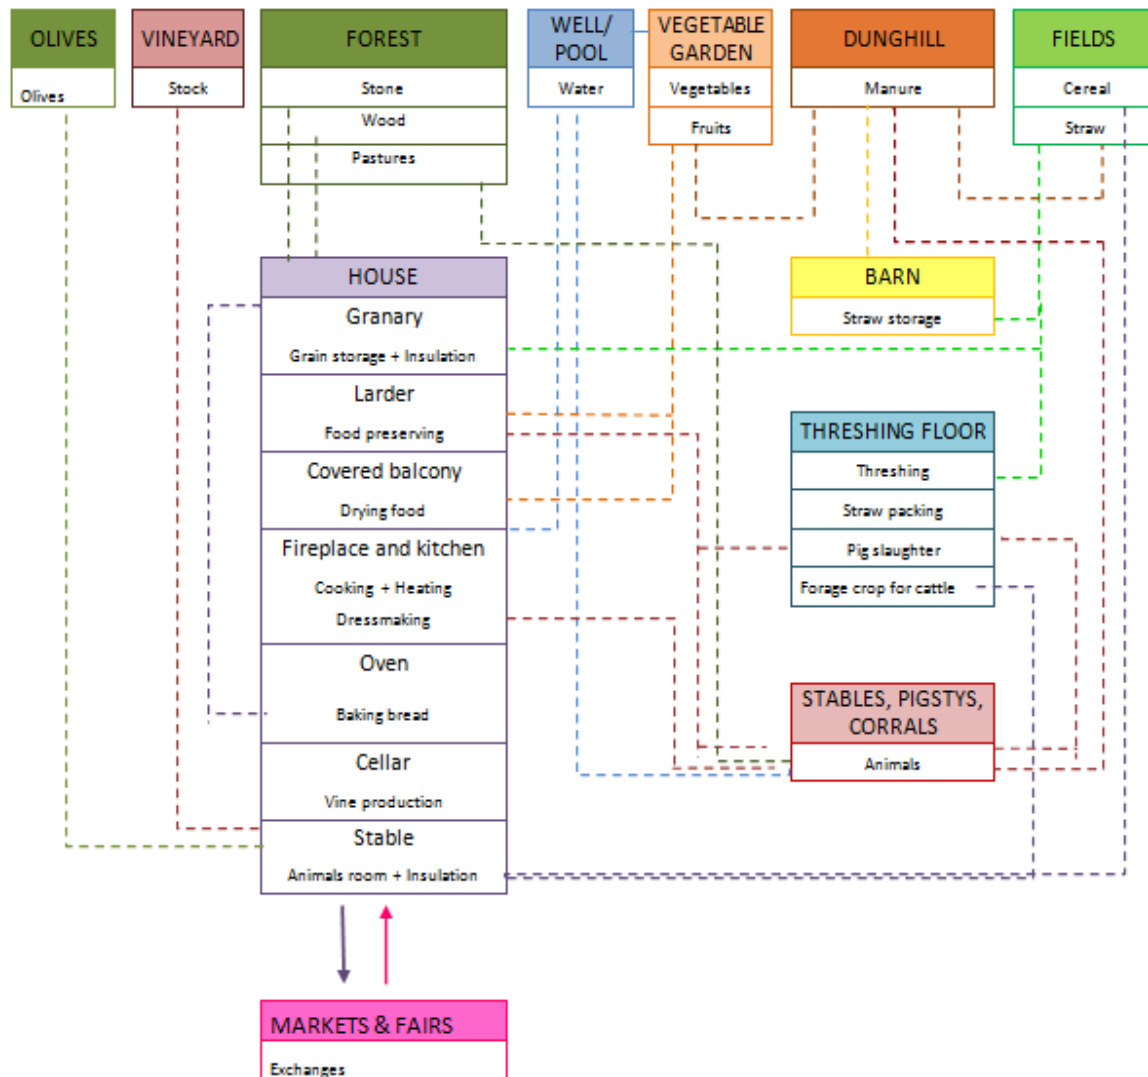 OLIVES
Olives
VINEYARD
Stock
FOREST
Stone
Wood
Pastures
WELL/
POOL
Water
VEGETABLE
GARDEN
Vegetables
Fruits
DUNGHILL
Manure
FIELDS
Cereal
Straw
HOUSE
Granary
Grain storage + Insulation
Larder
Food preserving
Covered balcony
Drying food
Fireplace and kitchen
Cooking + Heating
Dressmaking
Oven
Baking bread
Cellar
Vine production
Stable
Animals room + Insulation
BARN
Straw storage
THRESHING FLOOR
Threshing
Straw packing
Pig slaughter
Forage crop for cattle
STABLES, PIGSTYS,
CORRALS
Animals
MARKETS & FAIRS
Exchanges